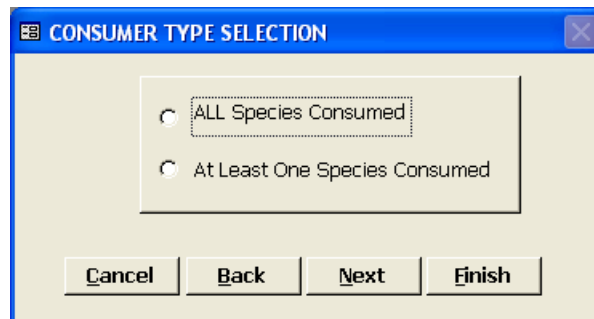 CONSUMER TYPE SELECTION
ALL Species Consumed
At Least One Species Consumed
Cancel Back Next Finish